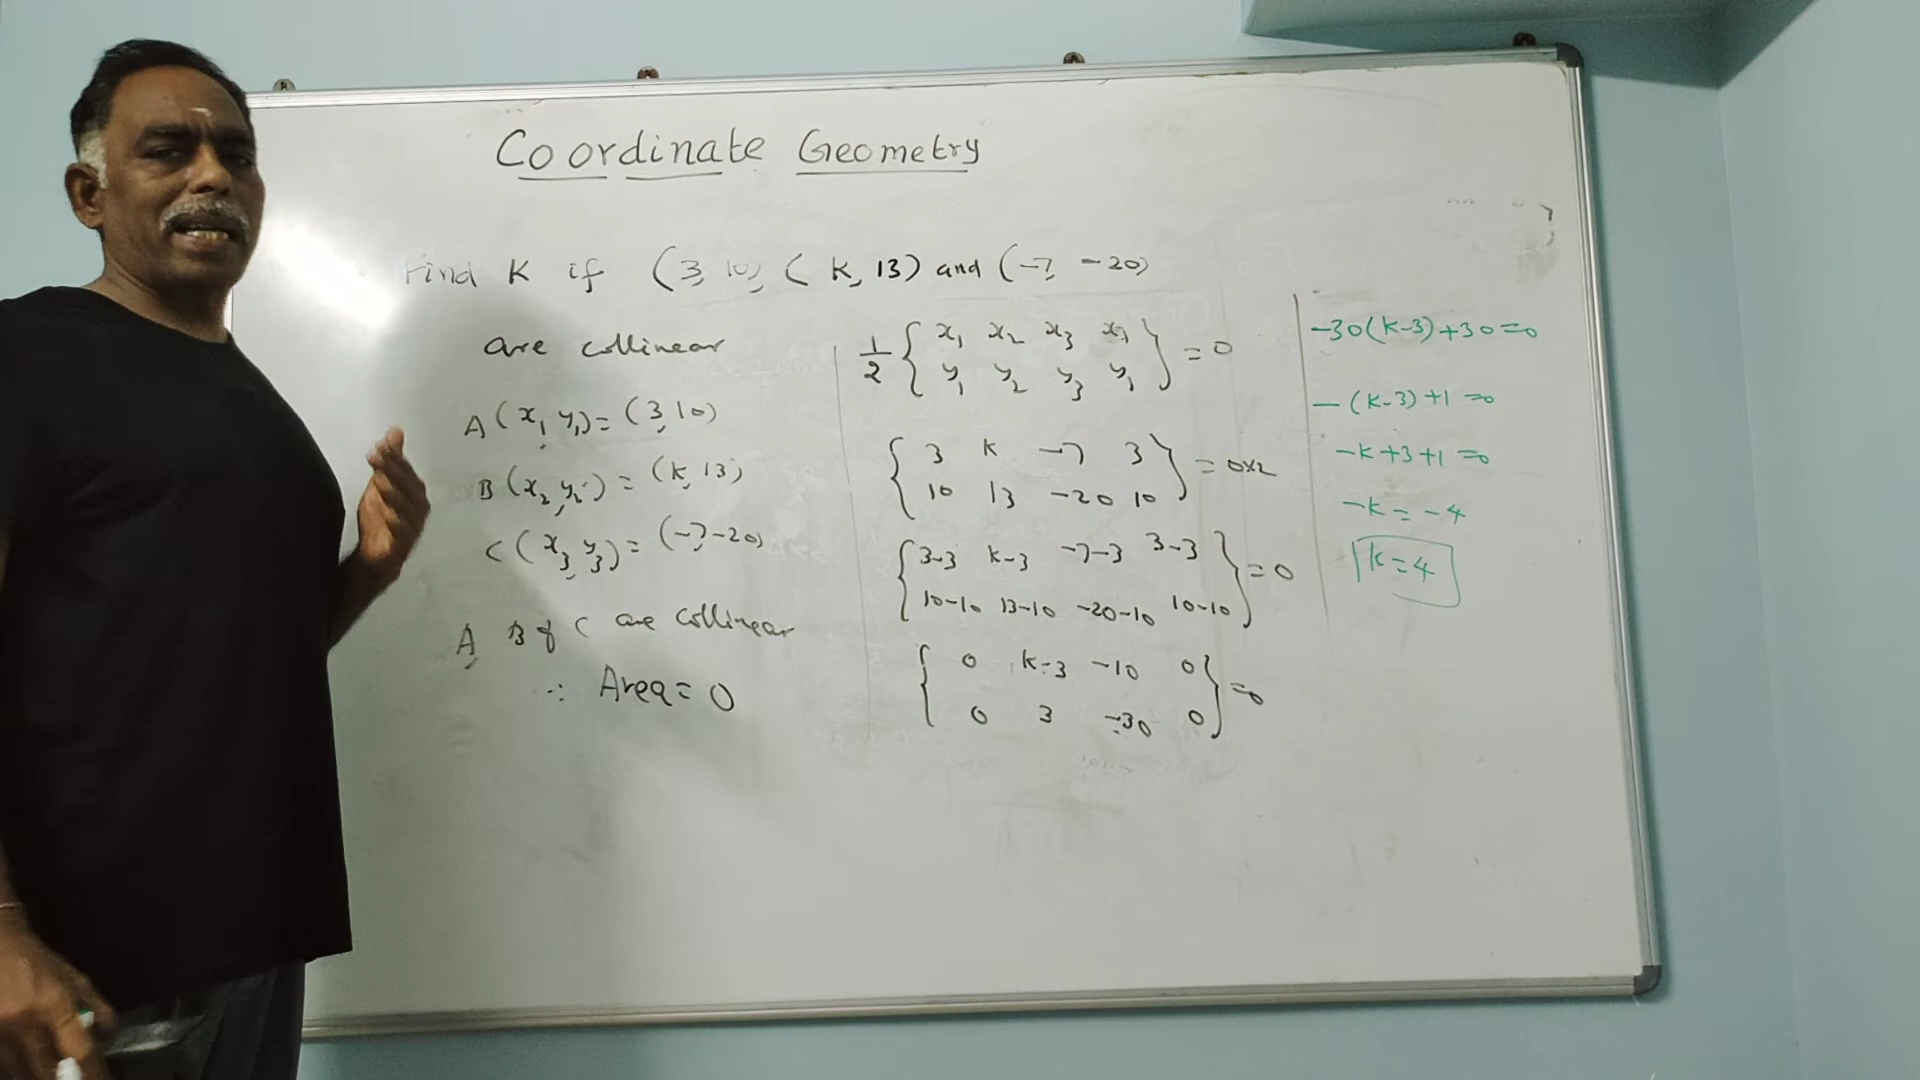 Coordinate Geometry
Find K if (3, 10), (K, 13) and (-7, -20)
are collinear
A (x₁, y₁) = (3, 10)
B (x₂, y₂) = (k, 13)
C (x₃, y₃) = (-7, -20)
A, B & C are collinear
∴ Area = 0
1/2 { x₁ x₂ x₃ x₁
y₁ y₂ y₃ y₁ } = 0
{ 3 k -7 3
10 13 -20 10 } = 0×2
{ 3-3 k-3 -7-3 3-3
10-10 13-10 -20-10 10-10 } = 0
{ 0 k-3 -10 0
0 3 -30 0 } = 0
-30(k-3)+30=0
-(k-3)+1=0
-k+3+1=0
-k=-4
k=4